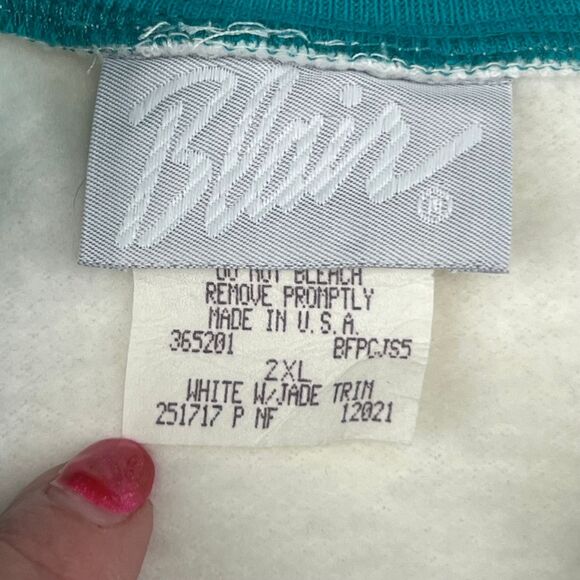 Blair ®
DO NOT BLEACH
REMOVE PROMPTLY
MADE IN U.S.A.
365201 BFPCJS5
2XL
WHITE W/JADE TRIM
251717 P NF 12021